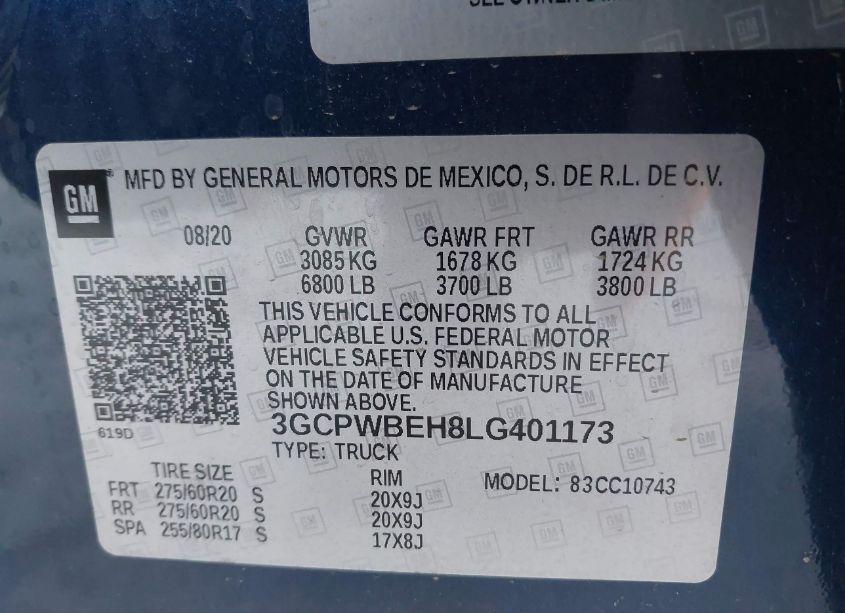 GM
MFD BY GENERAL MOTORS DE MEXICO, S. DE R.L. DE C.V.
08/20 GVWR GAWR FRT GAWR RR
3085 KG 1678 KG 1724 KG
6800 LB 3700 LB 3800 LB
THIS VEHICLE CONFORMS TO ALL
APPLICABLE U.S. FEDERAL MOTOR
VEHICLE SAFETY STANDARDS IN EFFECT
ON THE DATE OF MANUFACTURE
SHOWN ABOVE.
3GCPWBEH8LG401173
619D
TYPE: TRUCK
TIRE SIZE RIM MODEL: 83CC10743
FRT 275/60R20 S 20X9J
RR 275/60R20 S 20X9J
SPA 255/80R17 S 17X8J